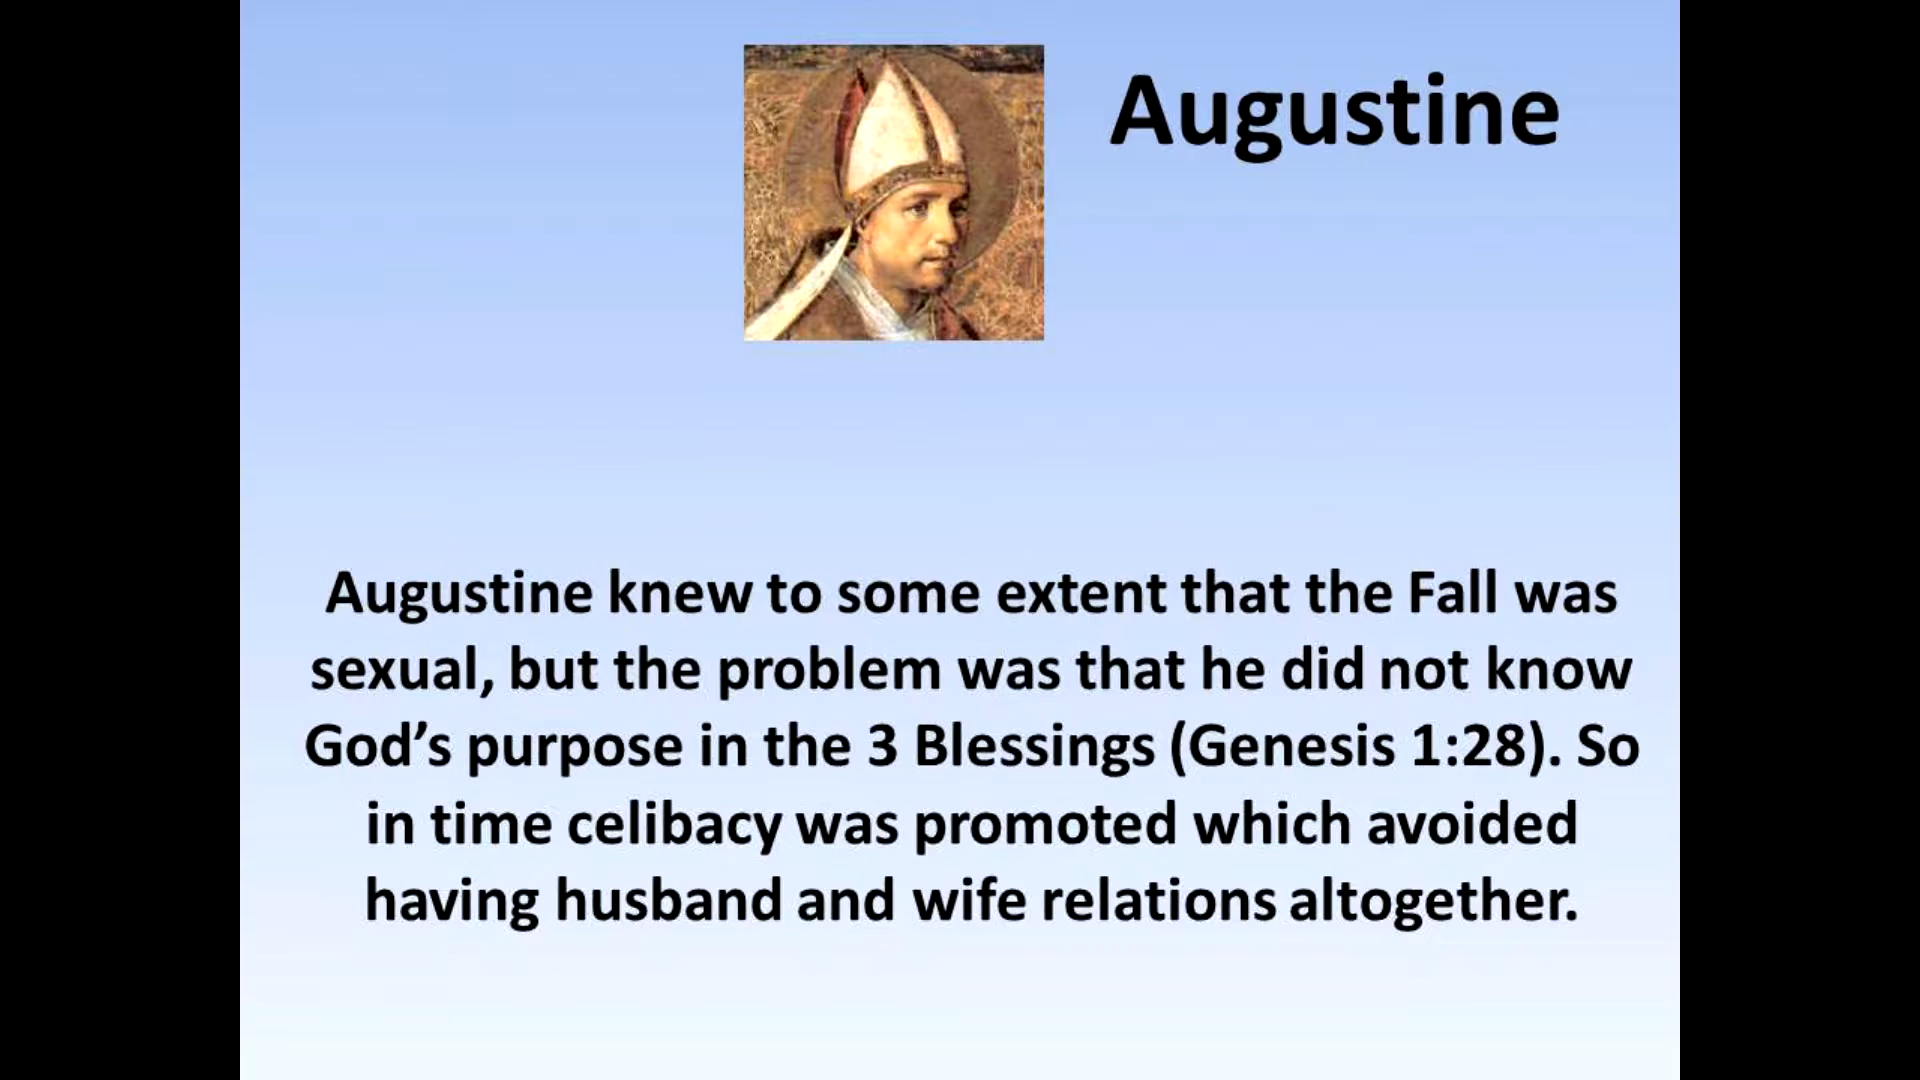 Augustine
Augustine knew to some extent that the Fall was
sexual, but the problem was that he did not know
God’s purpose in the 3 Blessings (Genesis 1:28). So
in time celibacy was promoted which avoided
having husband and wife relations altogether.